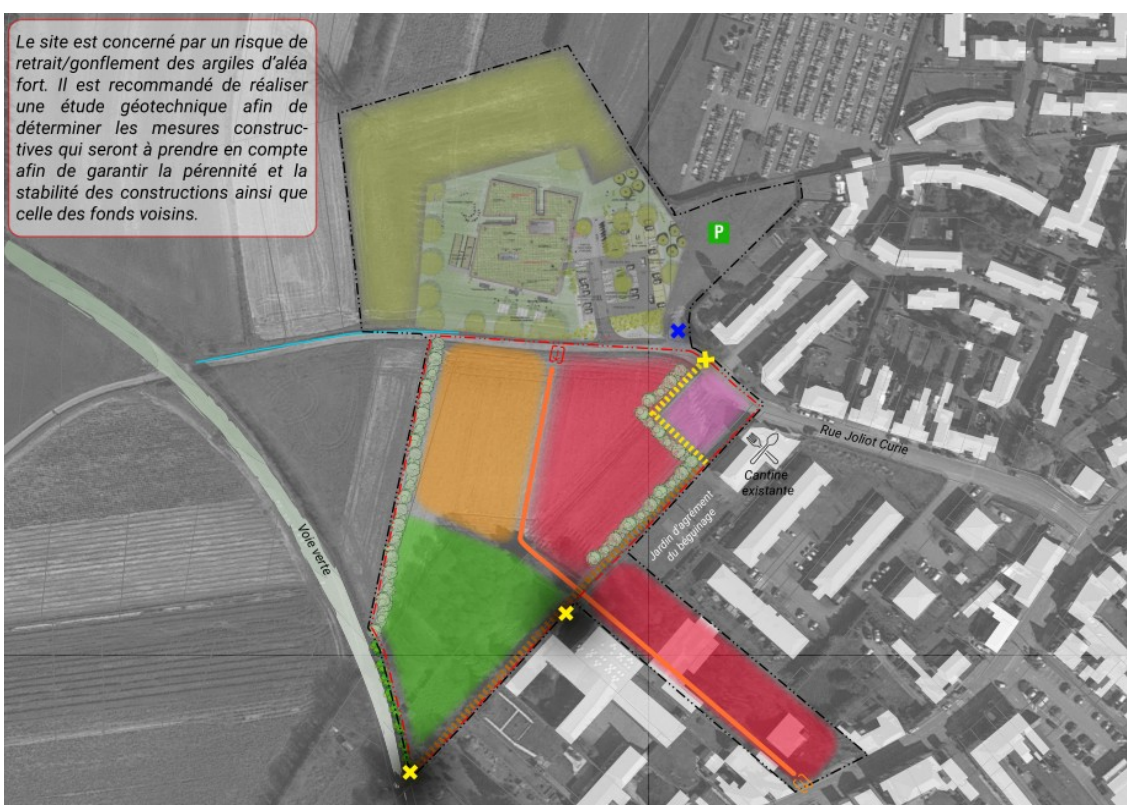 Le site est concerné par un risque de
retrait/gonflement des argiles d'aléa
fort. Il est recommandé de réaliser
une étude géotechnique afin de
déterminer les mesures construc-
tives qui seront à prendre en compte
afin de garantir la pérennité et la
stabilité des constructions ainsi que
celle des fonds voisins.
P
Rue Joliot Curie
Cantine
existante
Jardin d'agrément
du béguinage
Voie verte